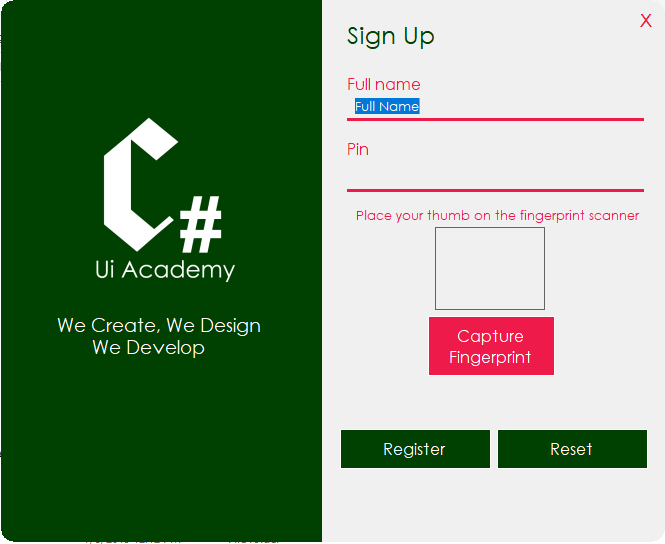 C#
Ui Academy
We Create, We Design
We Develop
Sign Up
X
Full name
Full Name
Pin
Place your thumb on the fingerprint scanner
Capture
Fingerprint
Register
Reset